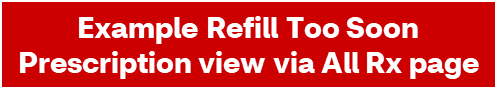 Example Refill Too Soon
Prescription view via All Rx page